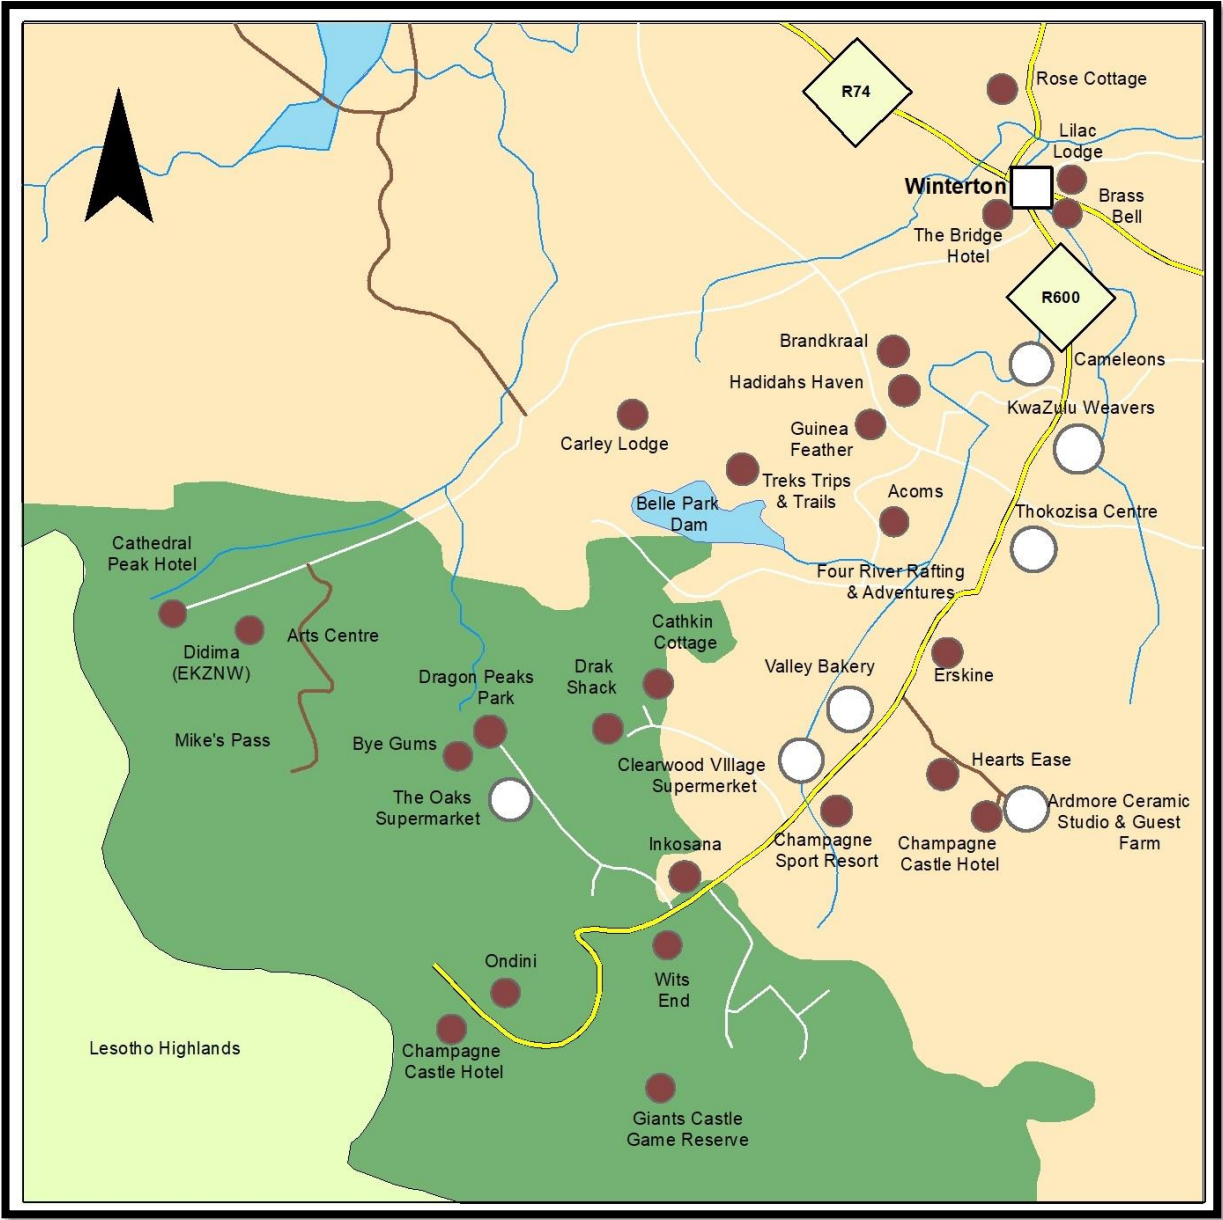 R74
Rose Cottage
Lilac
Lodge
Winterton
Brass
Bell
The Bridge
Hotel
R600
Brandkraal
Cameleons
Hadidahs Haven
KwaZulu Weavers
Guinea
Feather
Carley Lodge
Treks Trips
& Trails
Acoms
Belle Park
Dam
Thokozisa Centre
Cathedral
Peak Hotel
Four River Rafting
& Adventures
Cathkin
Cottage
Arts Centre
Didima
(EKZNW)
Drak
Shack
Valley Bakery
Erskine
Dragon Peaks
Park
Mike's Pass
Bye Gums
Clearwood VIllage
Supermerket
Hearts Ease
The Oaks
Supermarket
Ardmore Ceramic
Studio & Guest
Farm
Inkosana
Champagne
Sport Resort
Champagne
Castle Hotel
Ondini
Wits
End
Lesotho Highlands
Champagne
Castle Hotel
Giants Castle
Game Reserve